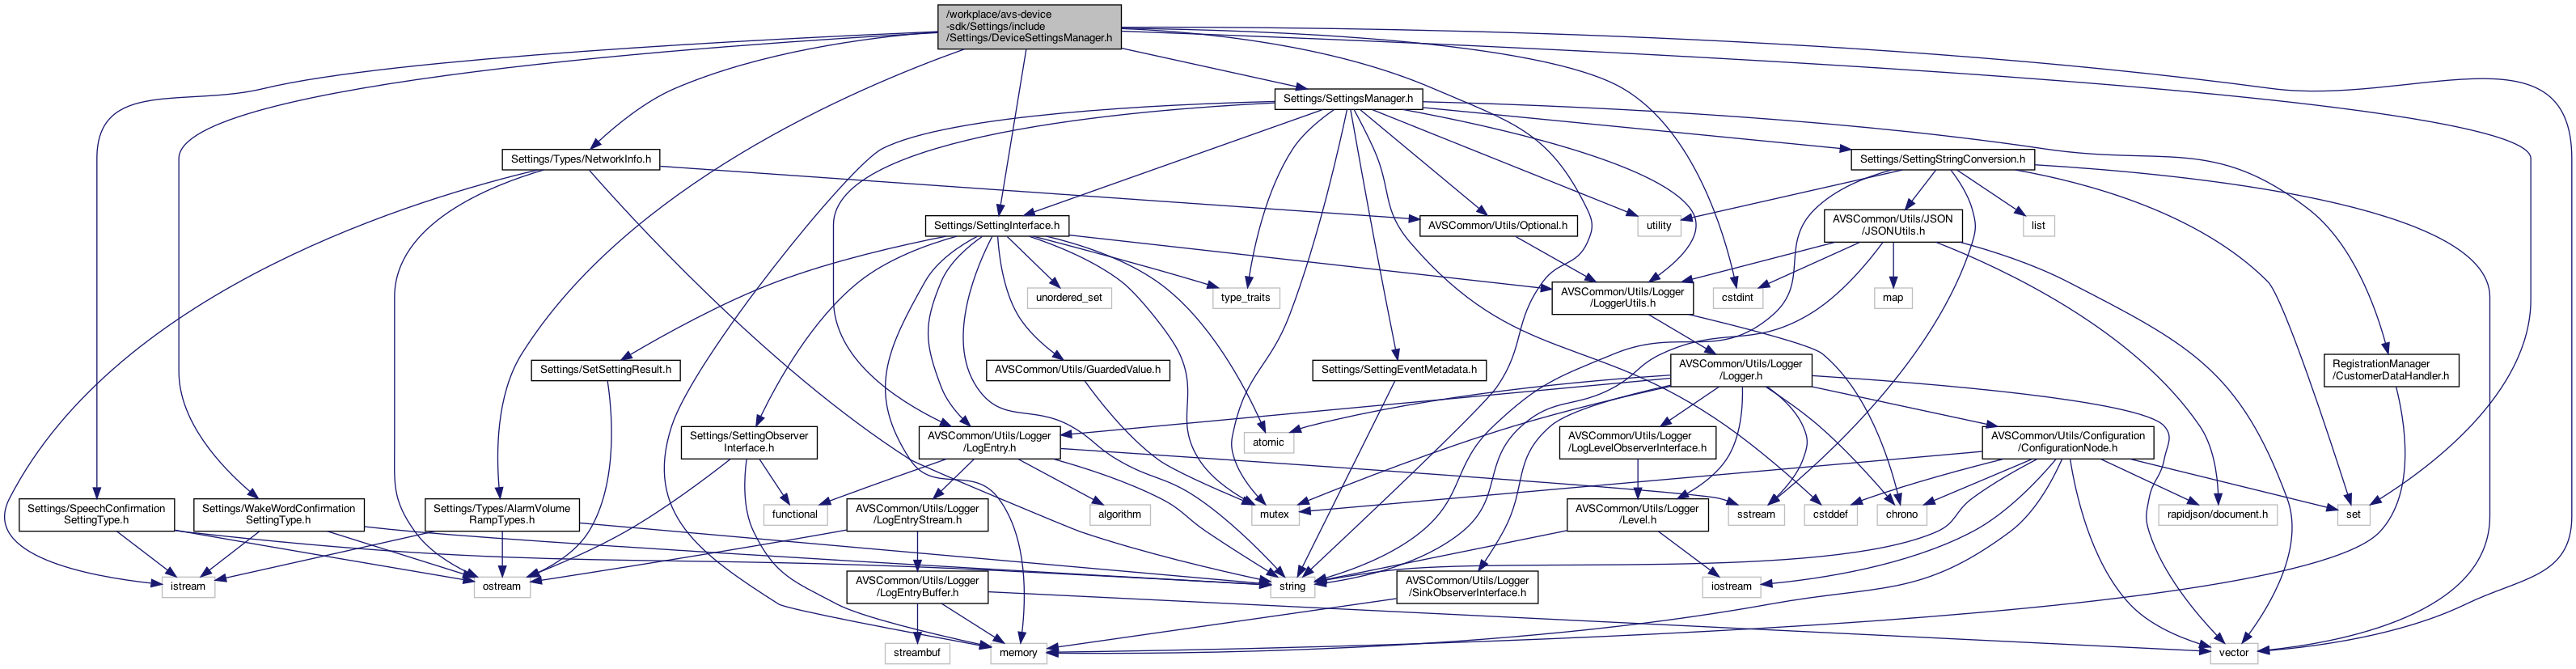 /workplace/avs-device
-sdk/Settings/include
/Settings/DeviceSettingsManager.h
Settings/SettingsManager.h
Settings/Types/NetworkInfo.h
Settings/SettingStringConversion.h
Settings/SettingInterface.h
AVSCommon/Utils/Optional.h
utility
AVSCommon/Utils/JSON
/JSONUtils.h
list
unordered_set
type_traits
AVSCommon/Utils/Logger
/LoggerUtils.h
cstdint
map
Settings/SetSettingResult.h
AVSCommon/Utils/GuardedValue.h
Settings/SettingEventMetadata.h
AVSCommon/Utils/Logger
/Logger.h
RegistrationManager
/CustomerDataHandler.h
Settings/SettingObserver
Interface.h
AVSCommon/Utils/Logger
/LogEntry.h
atomic
AVSCommon/Utils/Logger
/LogLevelObserverInterface.h
AVSCommon/Utils/Configuration
/ConfigurationNode.h
Settings/SpeechConfirmation
SettingType.h
Settings/WakeWordConfirmation
SettingType.h
Settings/Types/AlarmVolume
RampTypes.h
functional
AVSCommon/Utils/Logger
/LogEntryStream.h
algorithm
mutex
AVSCommon/Utils/Logger
/Level.h
sstream
cstddef
chrono
rapidjson/document.h
set
istream
ostream
AVSCommon/Utils/Logger
/LogEntryBuffer.h
string
AVSCommon/Utils/Logger
/SinkObserverInterface.h
iostream
streambuf
memory
vector